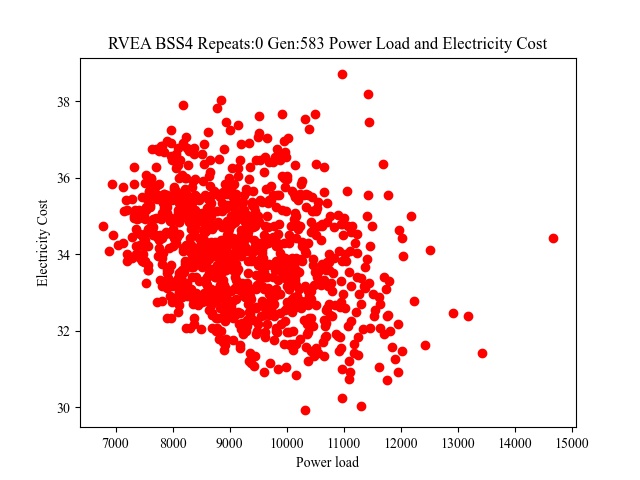 RVEA BSS4 Repeats:0 Gen:583 Power Load and Electricity Cost
38
36
34
32
30
Electricity Cost
7000 8000 9000 10000 11000 12000 13000 14000 15000
Power load